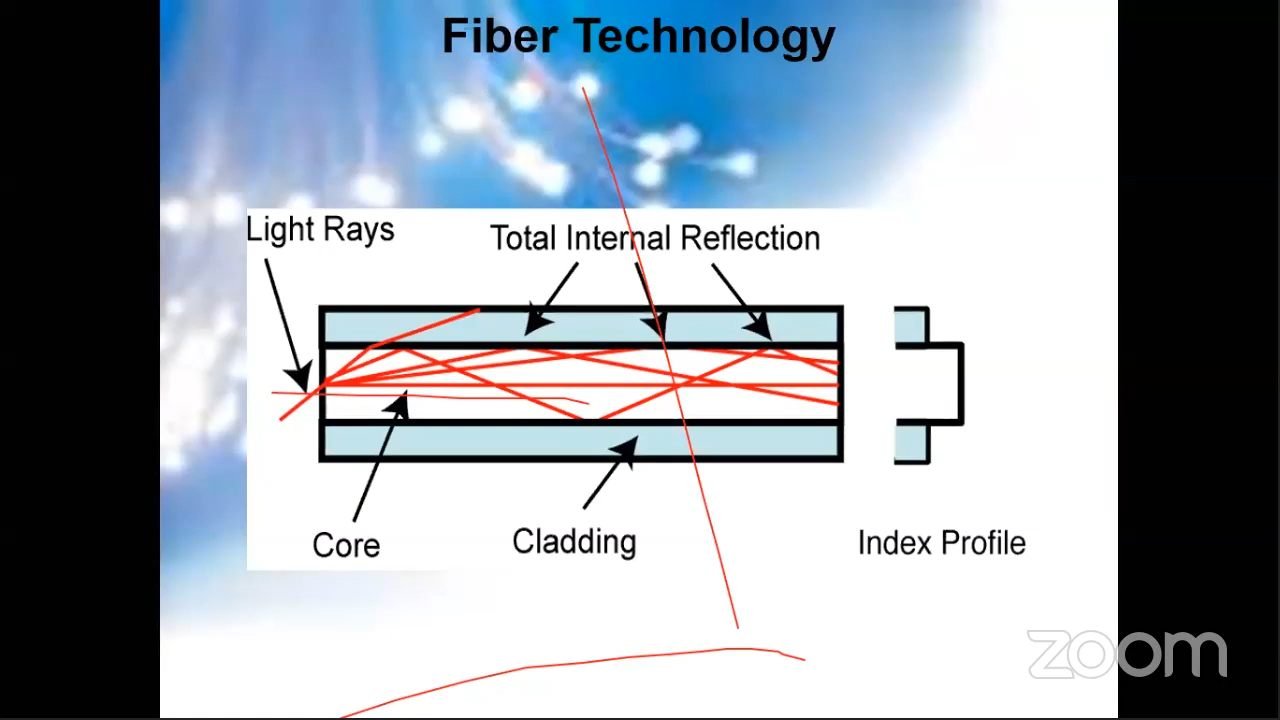 Fiber Technology
Light Rays
Total Internal Reflection
Core
Cladding
Index Profile
zoom